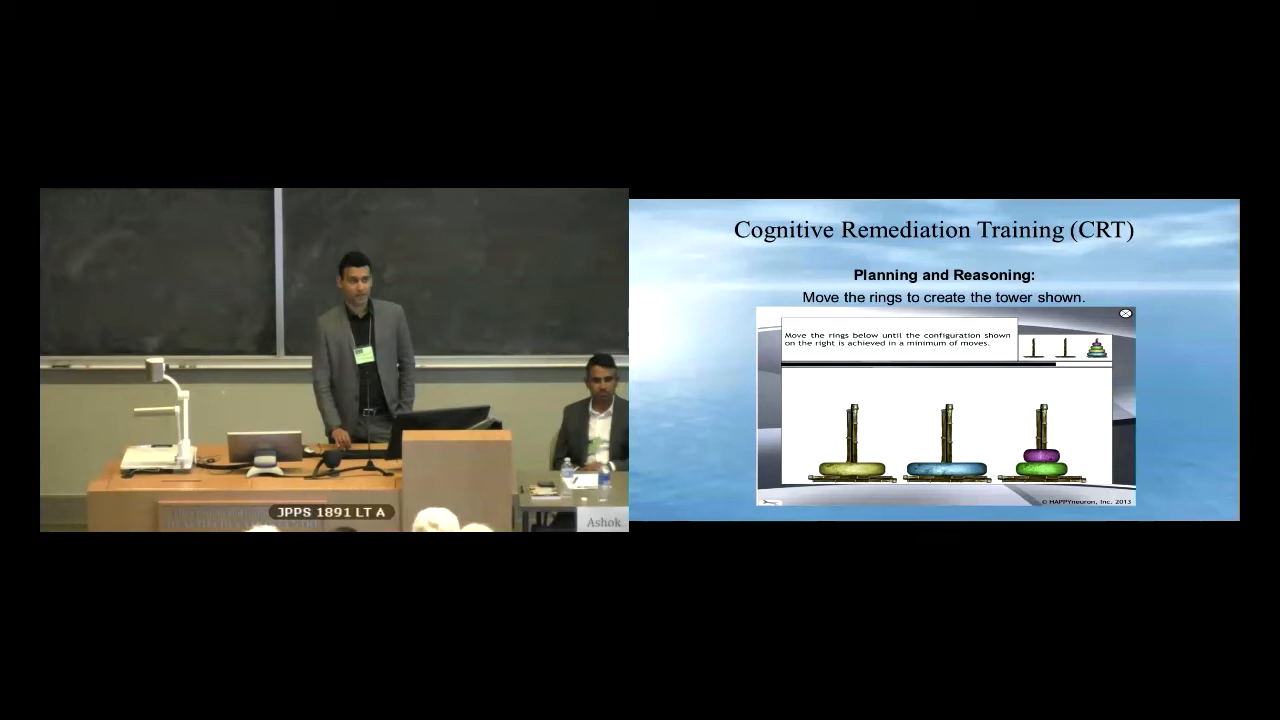 Cognitive Remediation Training (CRT)
Planning and Reasoning:
Move the rings to create the tower shown.
Move the rings below until the configuration shown
on the right is achieved in a minimum of moves.
© HAPPYneuron, Inc. 2013
JPPS 1891 LT A
Ashok